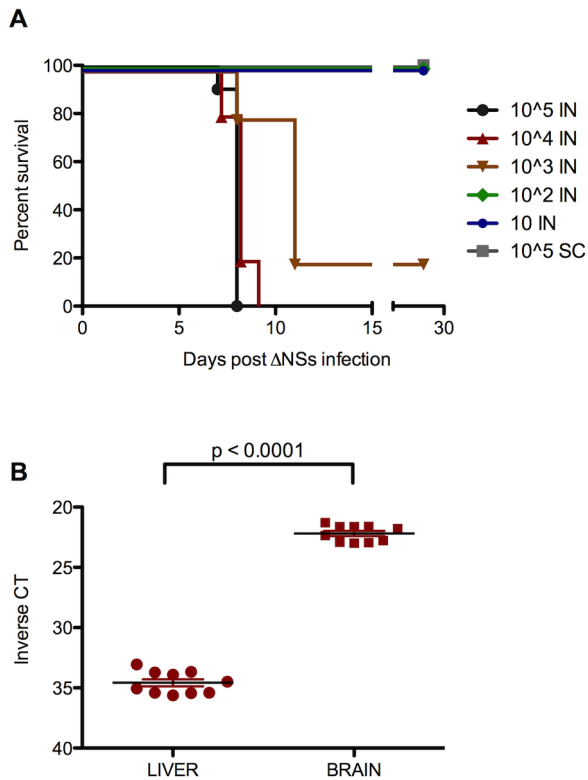 A
100
80
60
40
20
0
Percent survival
0 5 10 15 30
Days post ΔNSs infection
10^5 IN
10^4 IN
10^3 IN
10^2 IN
10 IN
10^5 SC
B
p < 0.0001
20
25
30
35
40
Inverse CT
LIVER BRAIN